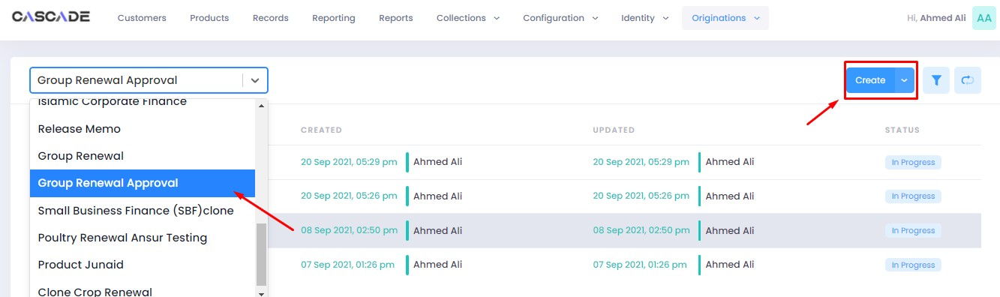 CASCADE Customers Products Records Reporting Reports Collections Configuration Identity Originations Hi, Ahmed Ali AA
Group Renewal Approval Create
Islamic Corporate Finance
Release Memo CREATED UPDATED STATUS
Group Renewal 20 Sep 2021, 05:29 pm Ahmed Ali 20 Sep 2021, 05:29 pm Ahmed Ali In Progress
Group Renewal Approval 20 Sep 2021, 05:26 pm Ahmed Ali 20 Sep 2021, 05:26 pm Ahmed Ali In Progress
Small Business Finance (SBF)clone
Poultry Renewal Ansur Testing 08 Sep 2021, 02:50 pm Ahmed Ali 08 Sep 2021, 02:50 pm Ahmed Ali In Progress
Product Junaid 07 Sep 2021, 01:26 pm Ahmed Ali 07 Sep 2021, 01:26 pm Ahmed Ali In Progress
Clone Crop Renewal